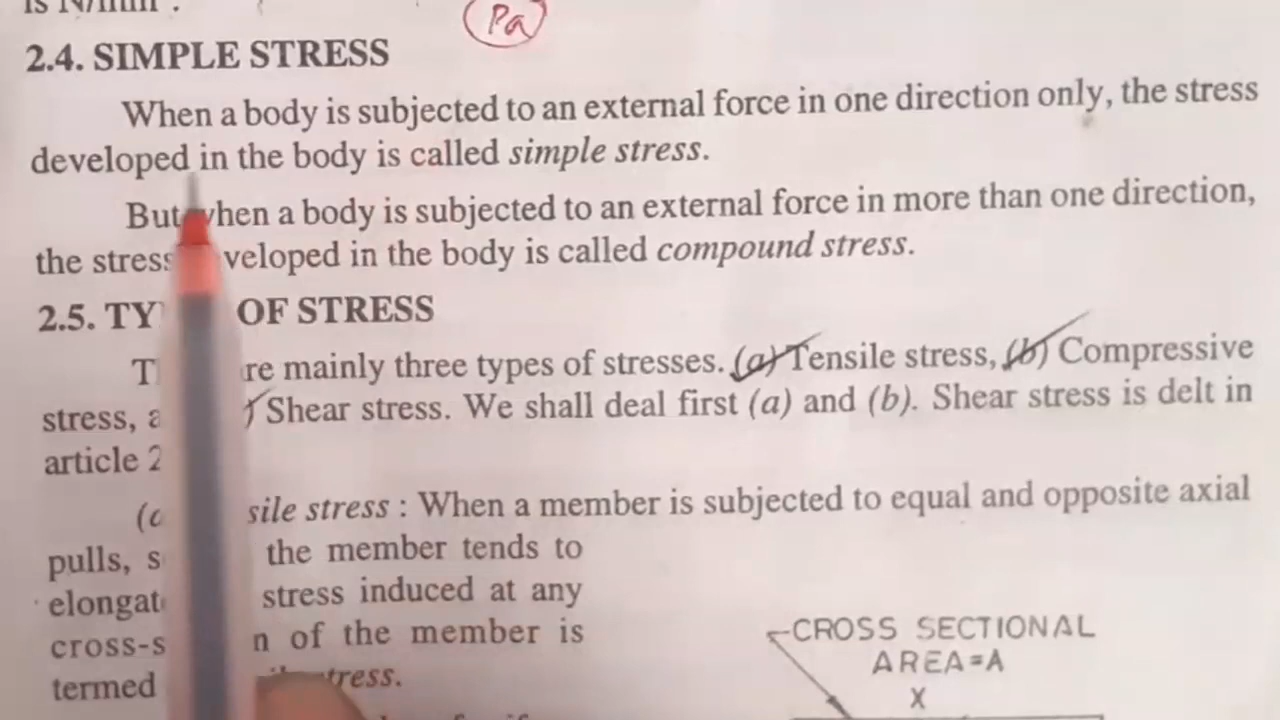 is N/mm².
Pa
2.4. SIMPLE STRESS
When a body is subjected to an external force in one direction only, the stress
developed in the body is called simple stress.
But when a body is subjected to an external force in more than one direction,
the stress veloped in the body is called compound stress.
2.5. TY OF STRESS
T re mainly three types of stresses. (a) Tensile stress, (b) Compressive
stress, a ) Shear stress. We shall deal first (a) and (b). Shear stress is delt in
article 2
( sile stress : When a member is subjected to equal and opposite axial
pulls, s the member tends to
elongat stress induced at any
cross-s n of the member is
termed tress.
CROSS SECTIONAL
AREA=A
X